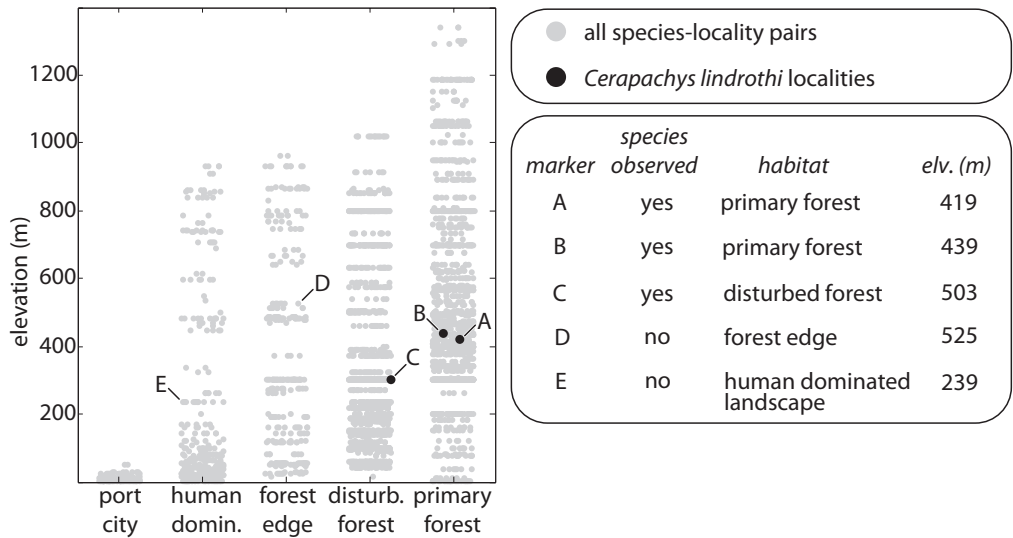 elevation (m)
1200
1000
800
600
400
200
A
B
C
D
E
port
city
human
domin.
forest
edge
disturb.
forest
primary
forest
all species-locality pairs
Cerapachys lindrothi localities
marker species observed habitat elv. (m)
A yes primary forest 419
B yes primary forest 439
C yes disturbed forest 503
D no forest edge 525
E no human dominated 239
landscape